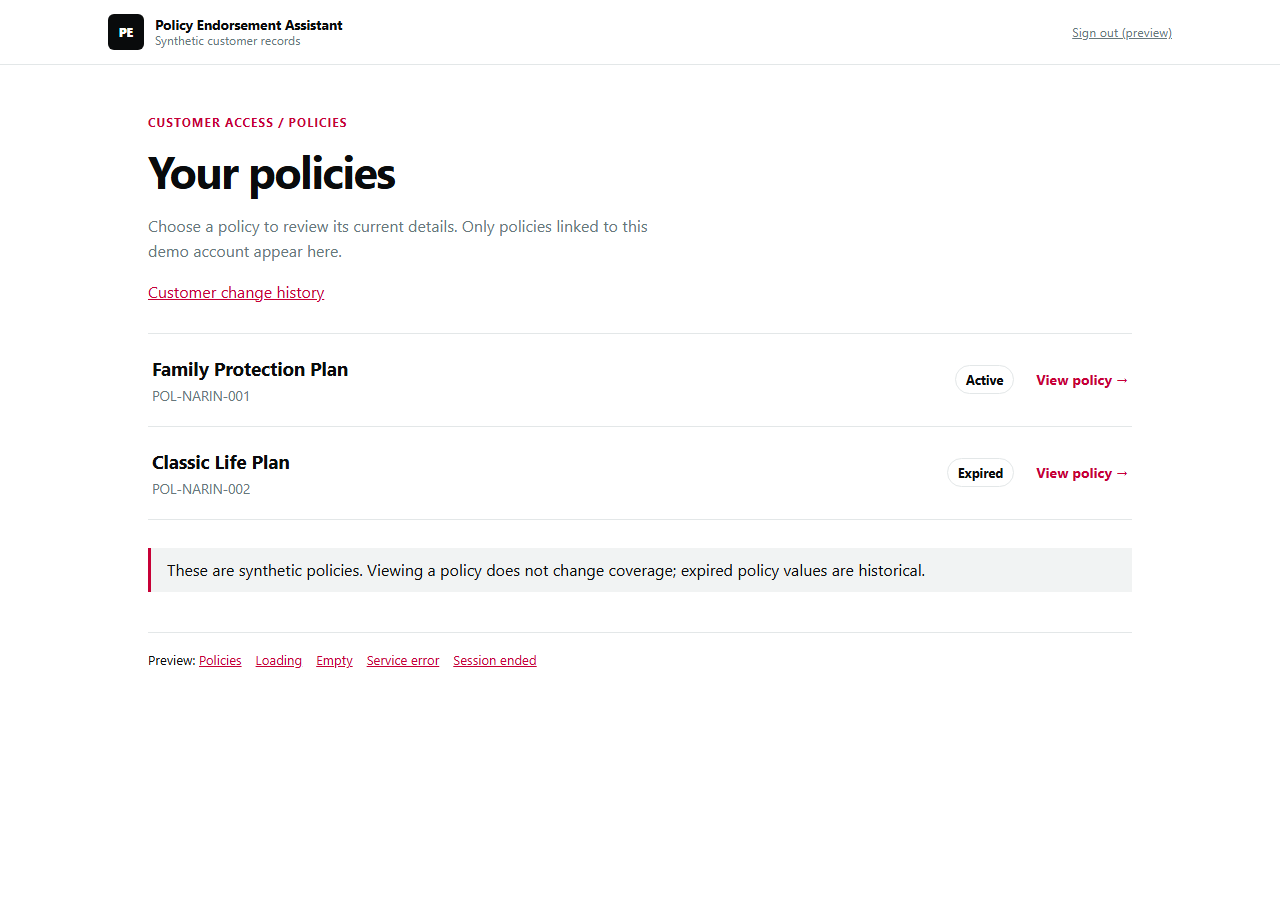 PE
Policy Endorsement Assistant
Synthetic customer records
Sign out (preview)
CUSTOMER ACCESS / POLICIES
Your policies
Choose a policy to review its current details. Only policies linked to this
demo account appear here.
Customer change history
Family Protection Plan
POL-NARIN-001
Active
View policy →
Classic Life Plan
POL-NARIN-002
Expired
View policy →
These are synthetic policies. Viewing a policy does not change coverage; expired policy values are historical.
Preview: Policies Loading Empty Service error Session ended